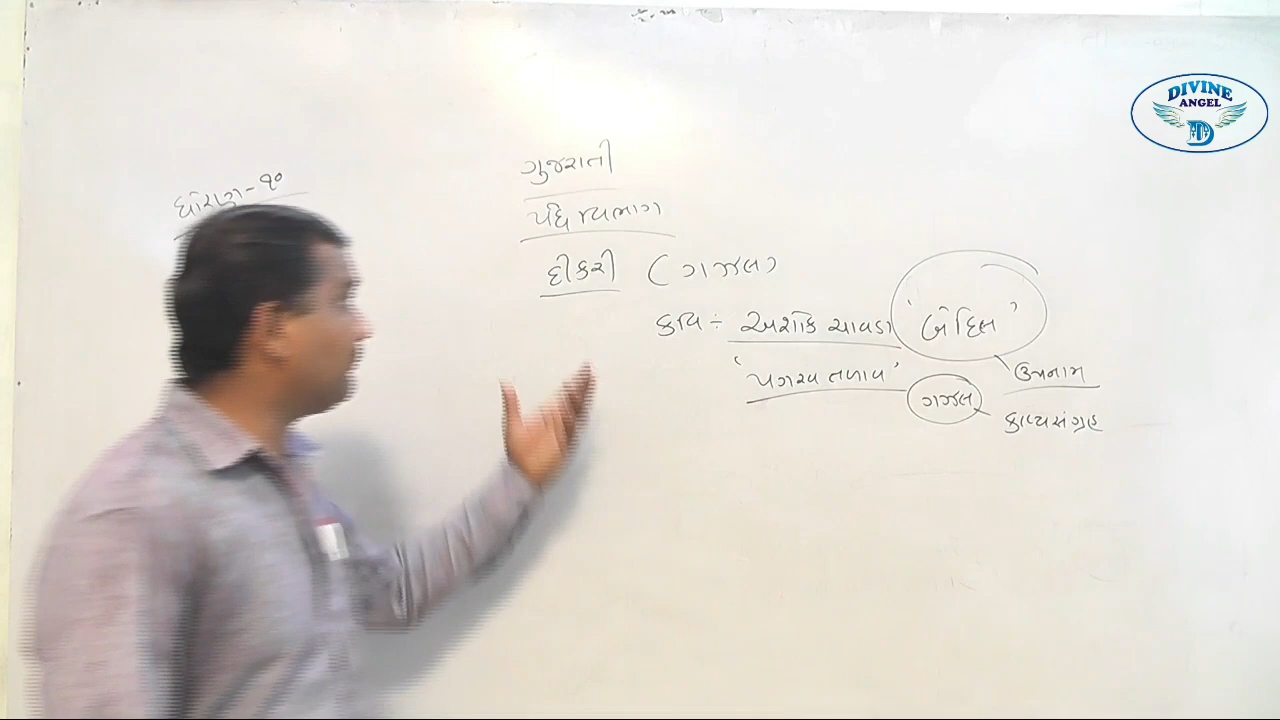 DIVINE
ANGEL
D
ધોરણ-૧૦
ગુજરાતી
પદ્ય વિભાગ
દીકરી (ગઝલ)
કવિ ÷ અશોક ચાવડા 'બેદિલ'
ઉપનામ
'પગરવ તળાવ' ગઝલ
કાવ્યસંગ્રહ